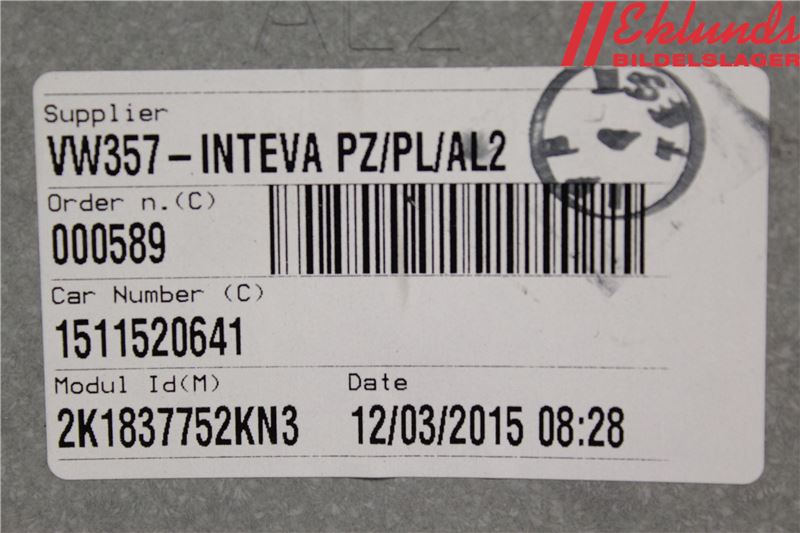 Eklunds
BILDELSLAGER
AL2
Supplier
VW357-INTEVA PZ/PL/AL2
Order n.(C)
000589
Car Number (C)
1511520641
Modul Id(M) Date
2K1837752KN3 12/03/2015 08:28